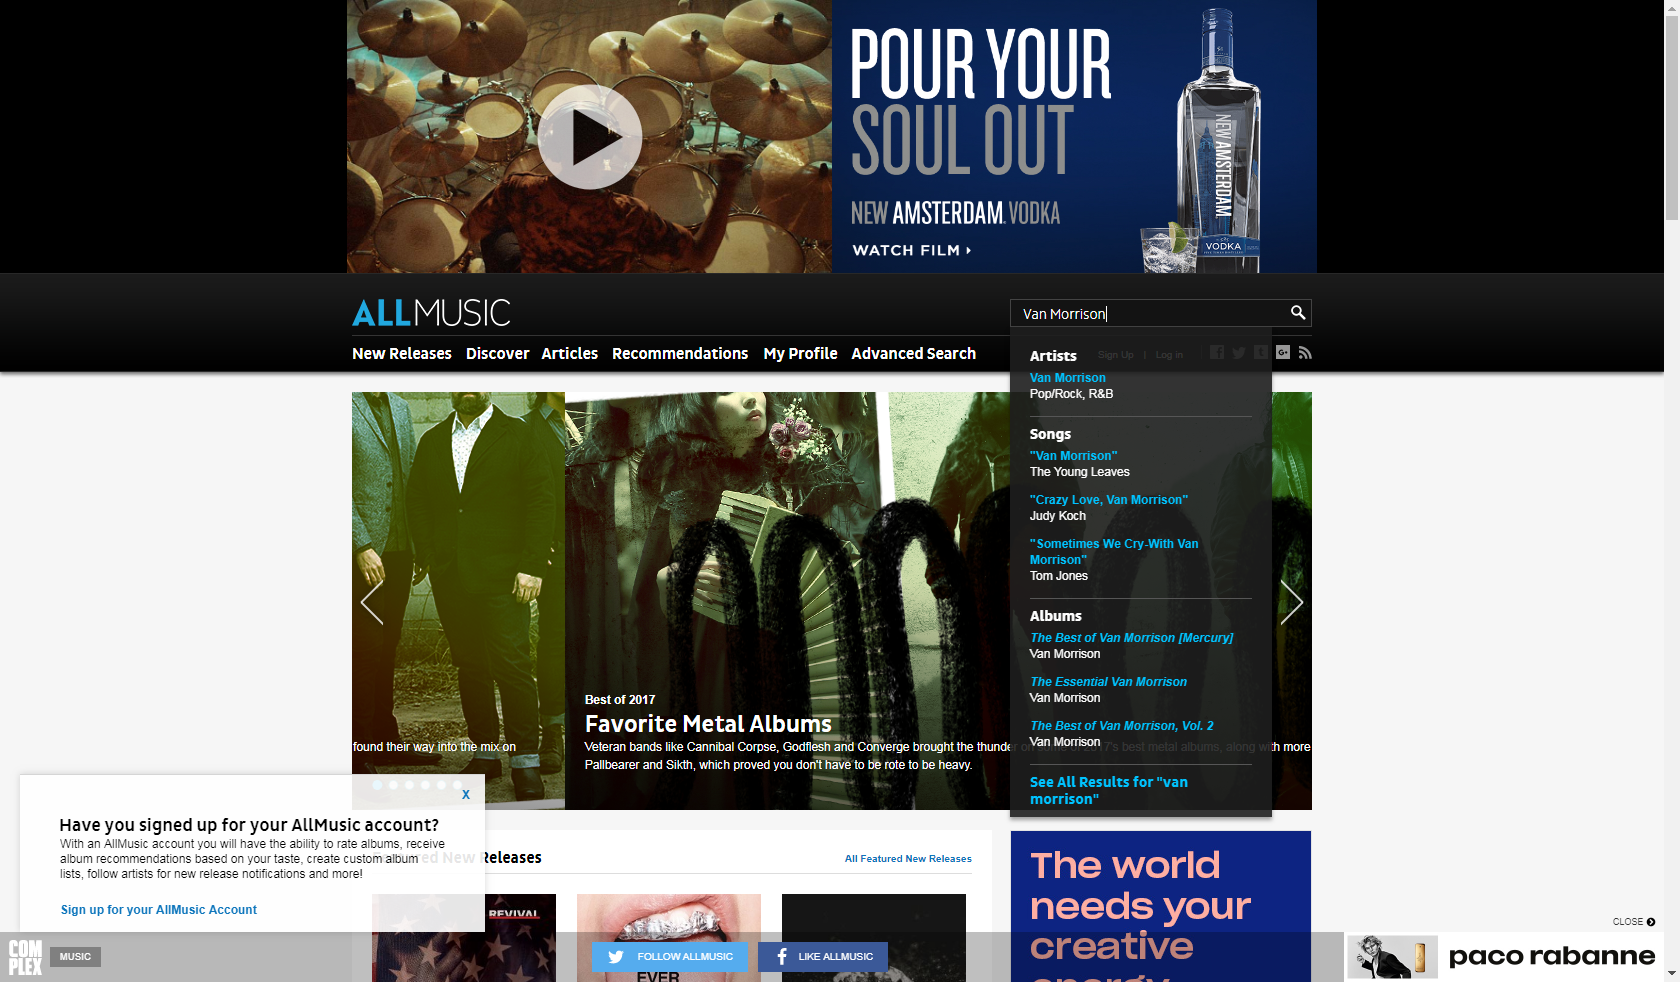 POUR YOUR
SOUL OUT
NEW AMSTERDAM. VODKA
WATCH FILM
NEW AMSTERDAM.
VODKA
ALLMUSIC
Van Morrison
New Releases
Discover
Articles
Recommendations
My Profile
Advanced Search
Sign Up | Log in
Artists
Van Morrison
Pop/Rock, R&B
Songs
"Van Morrison"
The Young Leaves
"Crazy Love, Van Morrison"
Judy Koch
"Sometimes We Cry-With Van
Morrison"
Tom Jones
Albums
The Best of Van Morrison [Mercury]
Van Morrison
The Essential Van Morrison
Van Morrison
The Best of Van Morrison, Vol. 2
Van Morrison
See All Results for "van
morrison"
found their way into the mix on
Best of 2017
Favorite Metal Albums
Veteran bands like Cannibal Corpse, Godflesh and Converge brought the thunder on some of 2017's best metal albums, along with more
Pallbearer and Sikth, which proved you don't have to be rote to be heavy.
X
Have you signed up for your AllMusic account?
With an AllMusic account you will have the ability to rate albums, receive
album recommendations based on your taste, create custom album
lists, follow artists for new release notifications and more!
Sign up for your AllMusic Account
Featured New Releases
All Featured New Releases
REVIVAL
EVER
The world
needs your
creative
energy
CLOSE
COM
PLEX
MUSIC
FOLLOW ALLMUSIC
LIKE ALLMUSIC
paco rabanne